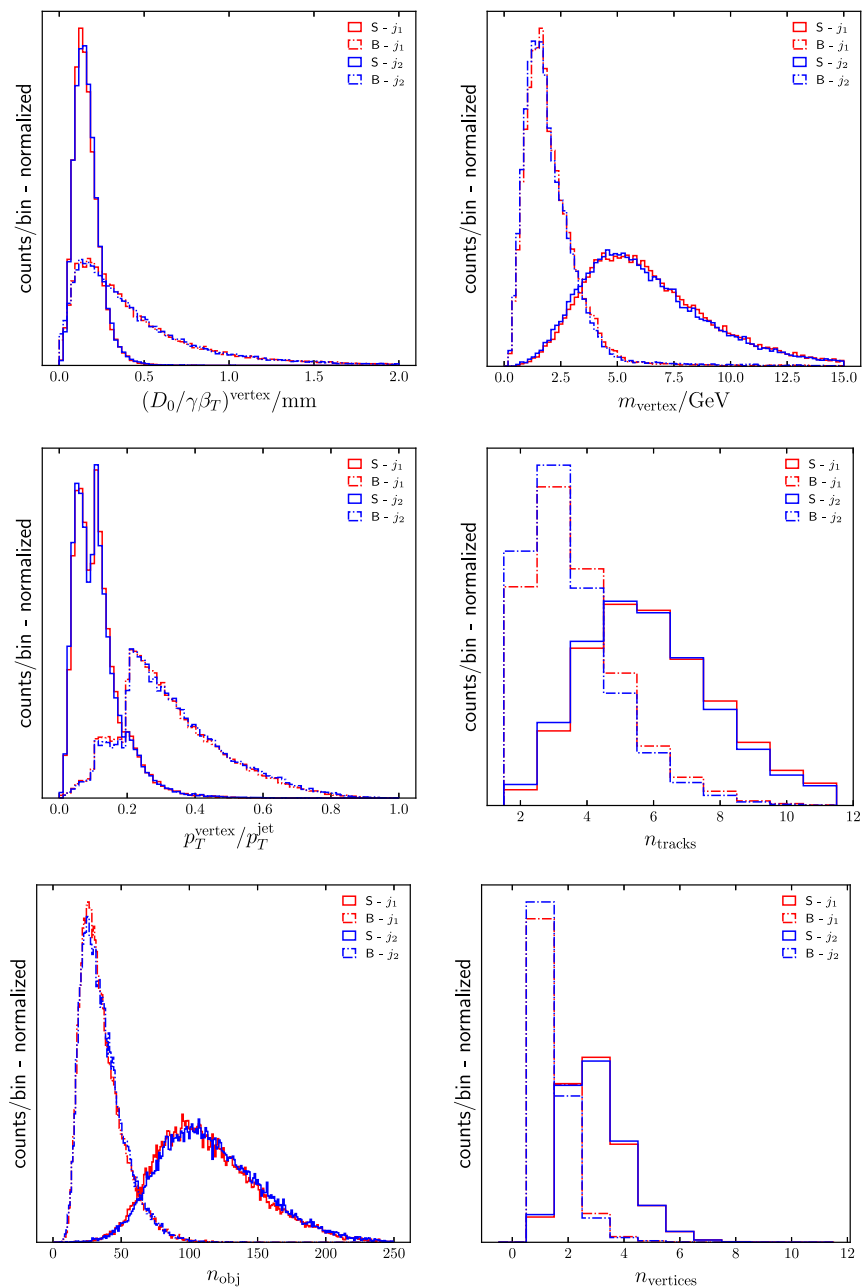 counts/bin - normalized
S - j₁
B - j₁
S - j₂
B - j₂
0.0 0.5 1.0 1.5 2.0
(D₀/γβ_T)^vertex/mm
counts/bin - normalized
S - j₁
B - j₁
S - j₂
B - j₂
0.0 2.5 5.0 7.5 10.0 12.5 15.0
m_vertex/GeV
counts/bin - normalized
S - j₁
B - j₁
S - j₂
B - j₂
0.0 0.2 0.4 0.6 0.8 1.0
p_T^vertex/p_T^jet
counts/bin - normalized
S - j₁
B - j₁
S - j₂
B - j₂
2 4 6 8 10 12
n_tracks
counts/bin - normalized
S - j₁
B - j₁
S - j₂
B - j₂
0 50 100 150 200 250
n_obj
counts/bin - normalized
S - j₁
B - j₁
S - j₂
B - j₂
0 2 4 6 8 10 12
n_vertices